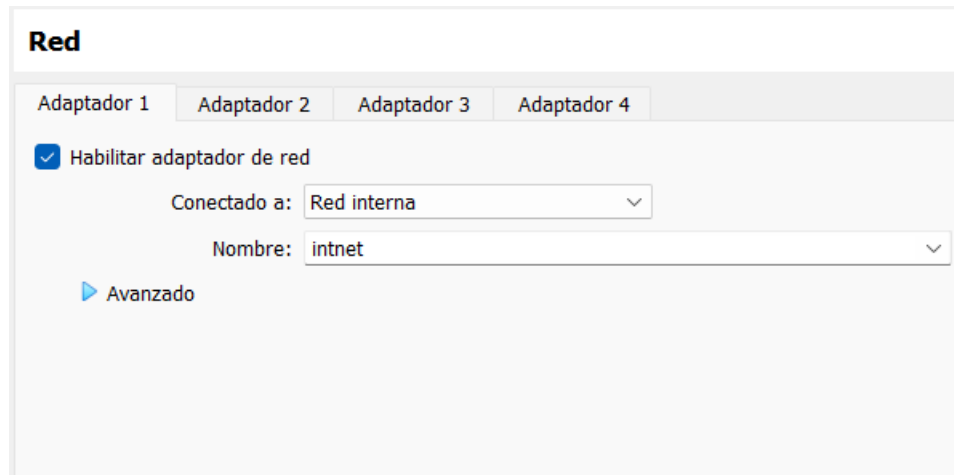 Red
Adaptador 1 Adaptador 2 Adaptador 3 Adaptador 4
Habilitar adaptador de red
Conectado a: Red interna
Nombre: intnet
Avanzado